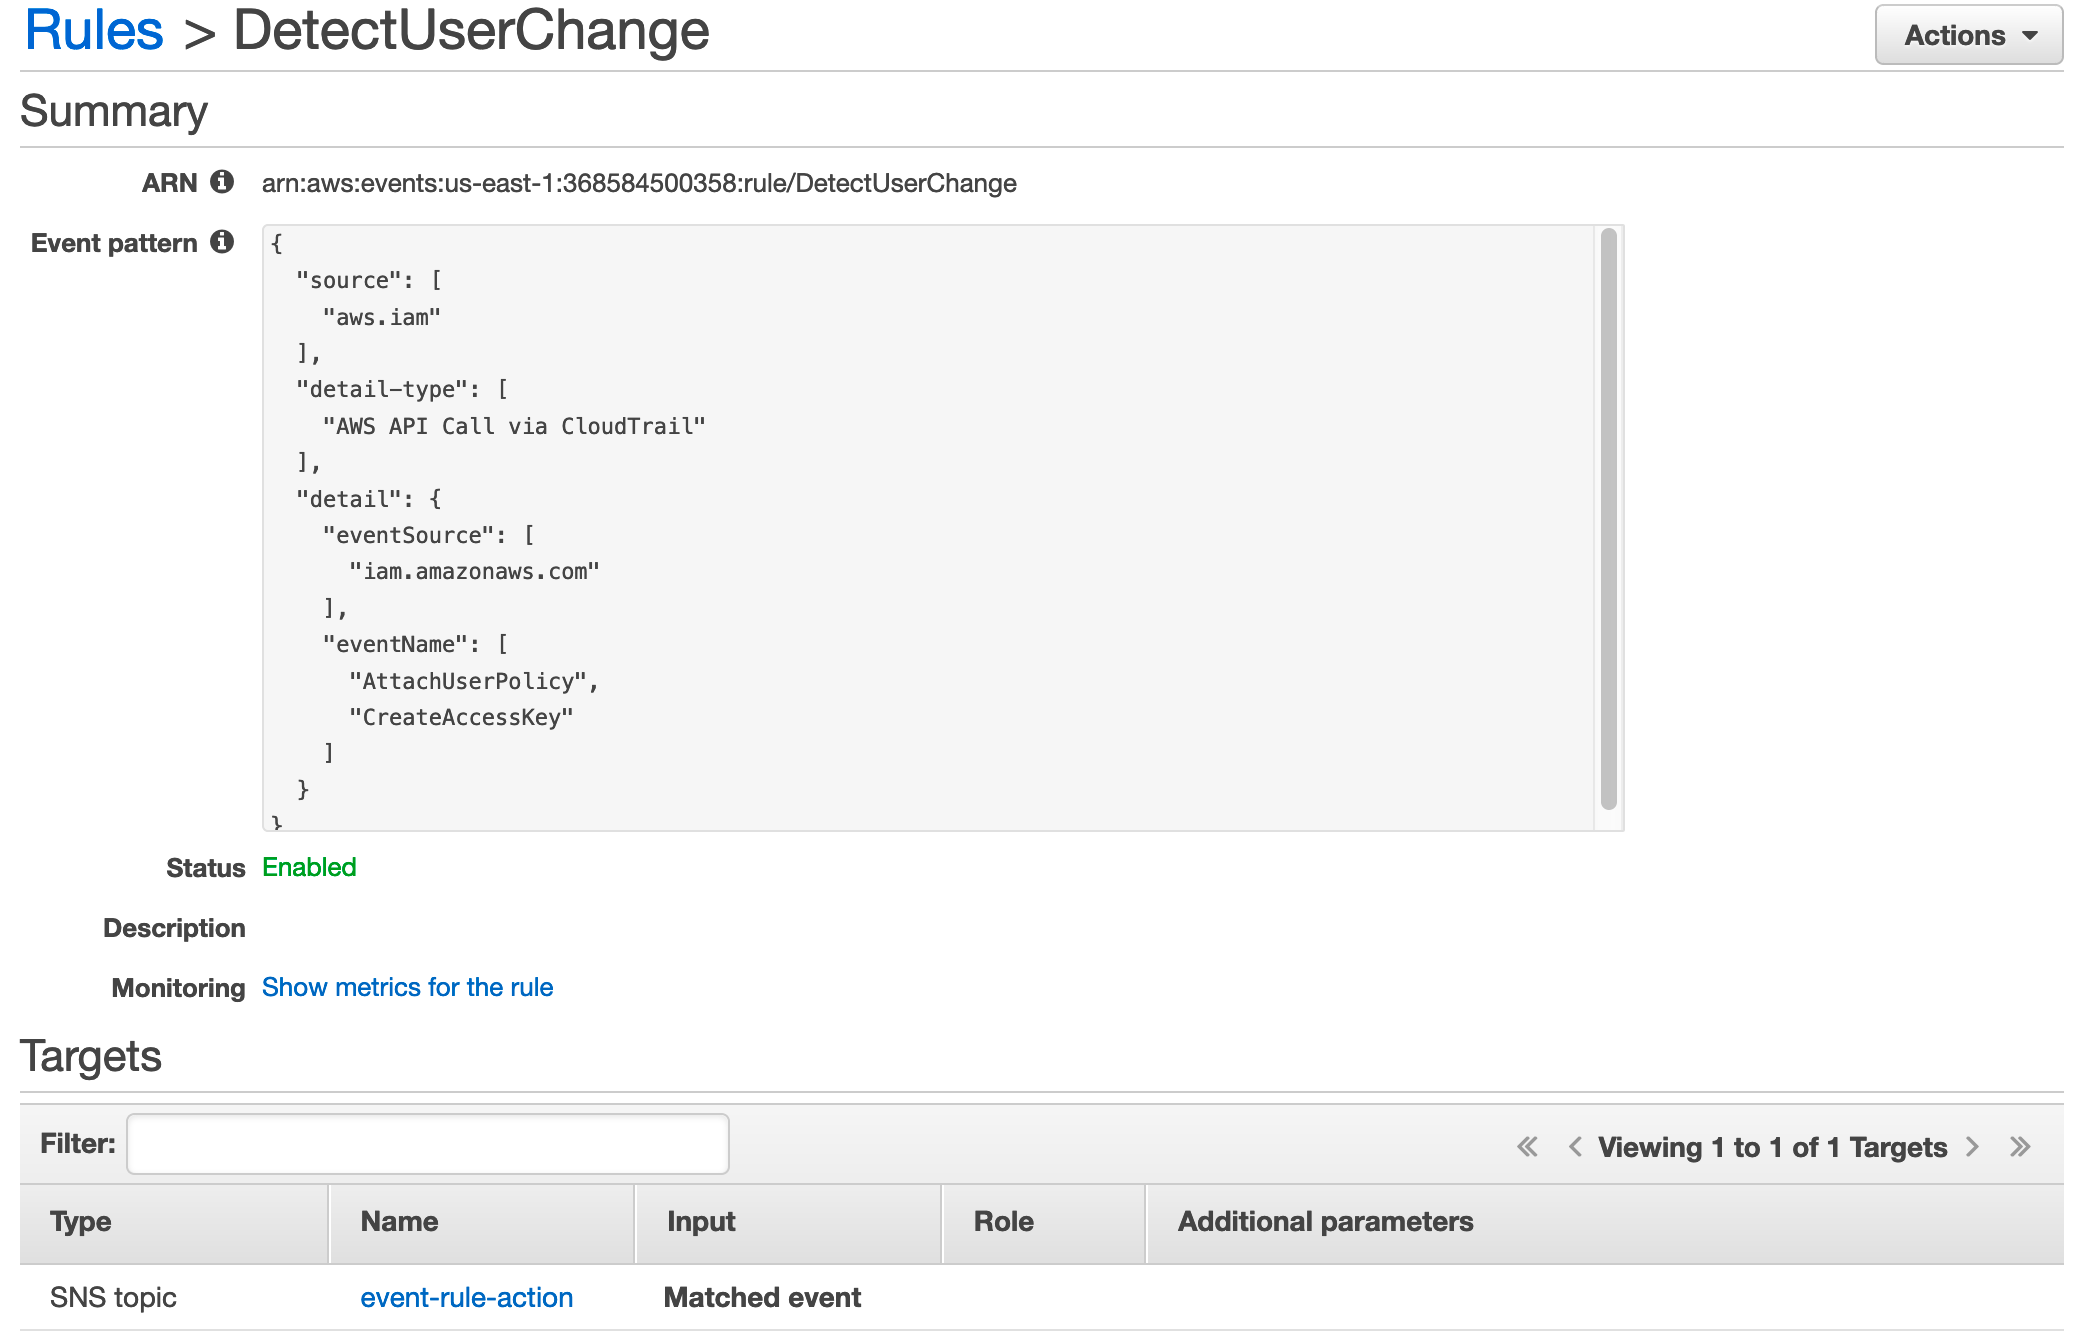 Rules > DetectUserChange
Actions
Summary
ARN arn:aws:events:us-east-1:368584500358:rule/DetectUserChange
Event pattern
{
  "source": [
    "aws.iam"
  ],
  "detail-type": [
    "AWS API Call via CloudTrail"
  ],
  "detail": {
    "eventSource": [
      "iam.amazonaws.com"
    ],
    "eventName": [
      "AttachUserPolicy",
      "CreateAccessKey"
    ]
  }
}
Status Enabled
Description
Monitoring Show metrics for the rule
Targets
Filter: « < Viewing 1 to 1 of 1 Targets > »
Type Name Input Role Additional parameters
SNS topic event-rule-action Matched event